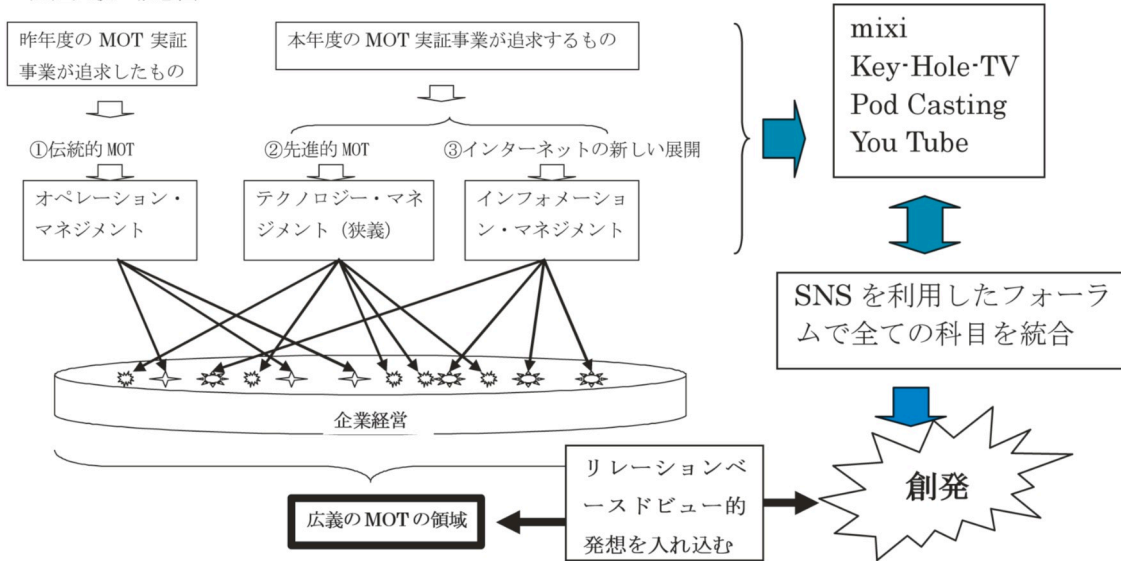 昨年度の MOT 実証
事業が追求したもの
本年度の MOT 実証事業が追求するもの
①伝統的 MOT
②先進的 MOT
③インターネットの新しい展開
オペレーション・
マネジメント
テクノロジー・マネ
ジメント（狭義）
インフォメーショ
ン・マネジメント
企業経営
広義の MOT の領域
リレーションベ
ースドビュー的
発想を入れ込む
mixi
Key-Hole-TV
Pod Casting
You Tube
SNS を利用したフォーラ
ムで全ての科目を統合
創発